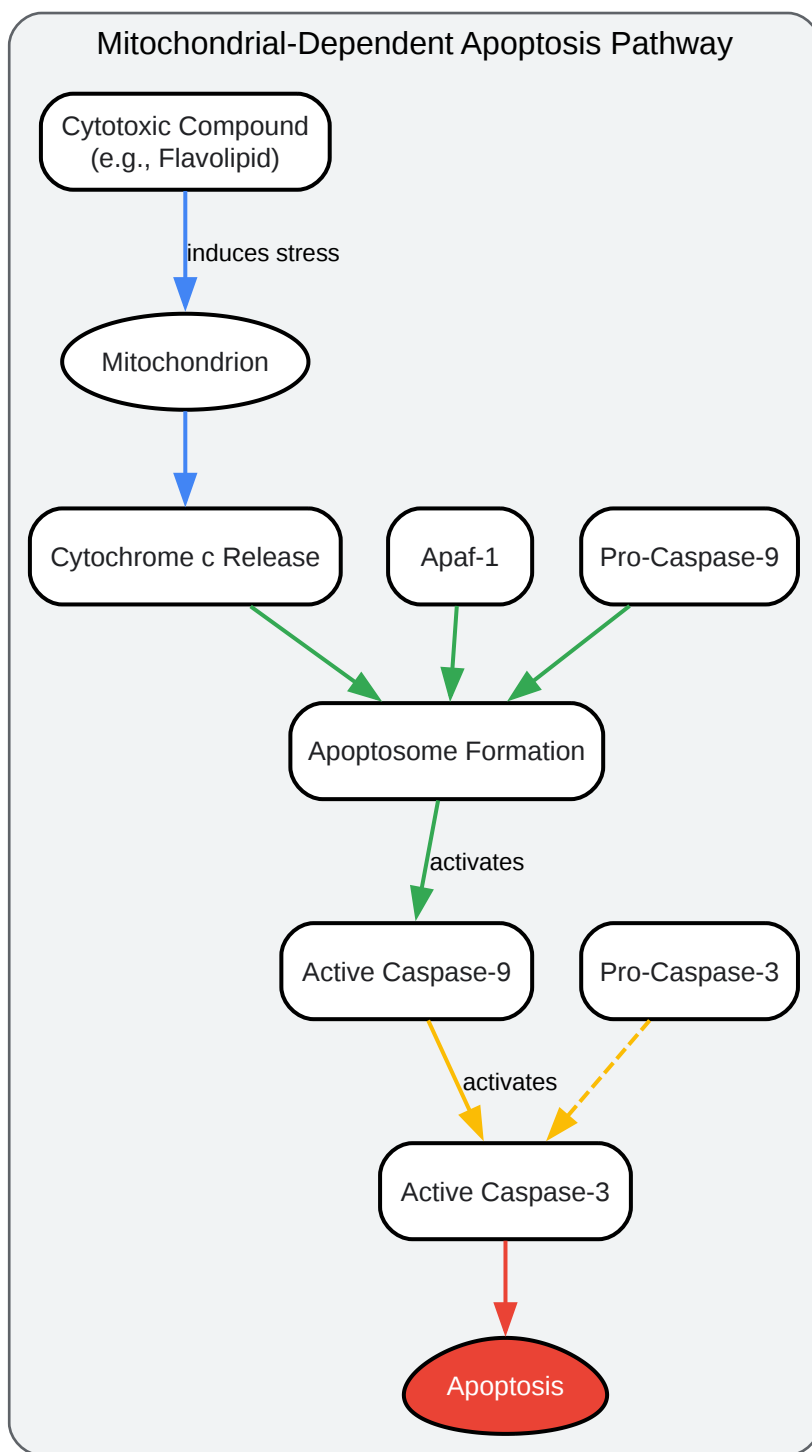 Mitochondrial-Dependent Apoptosis Pathway
Cytotoxic Compound
(e.g., Flavolipid)
induces stress
Mitochondrion
Cytochrome c Release
Apaf-1
Pro-Caspase-9
Apoptosome Formation
activates
Active Caspase-9
Pro-Caspase-3
activates
Active Caspase-3
Apoptosis